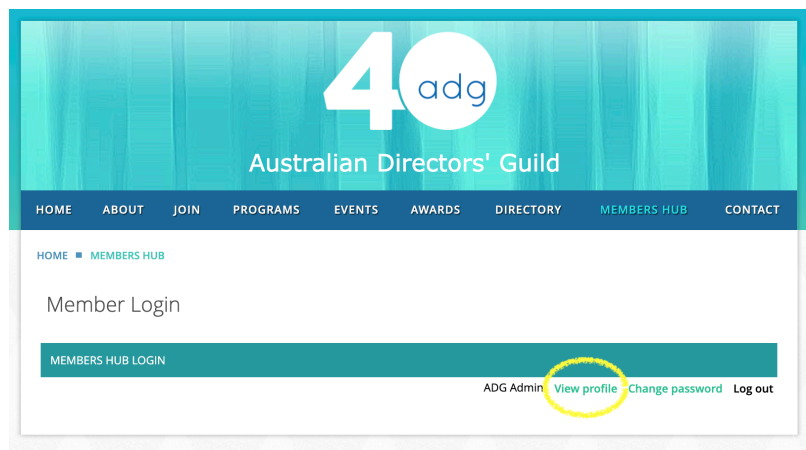 40 adg
Australian Directors' Guild
HOME ABOUT JOIN PROGRAMS EVENTS AWARDS DIRECTORY MEMBERS HUB CONTACT
HOME MEMBERS HUB
Member Login
MEMBERS HUB LOGIN
ADG Admin View profile Change password Log out